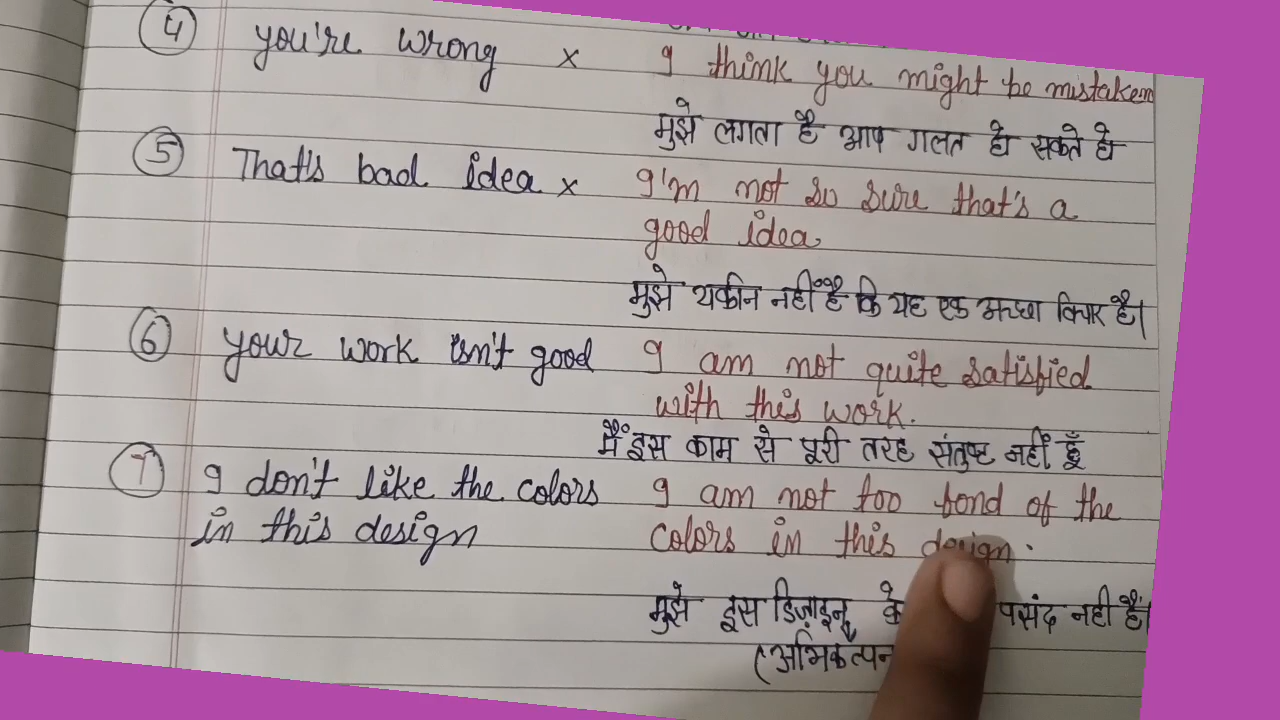 4 you're wrong × I think you might be mistaken
मुझे लगता है आप गलत हो सकते हो
5 That's bad idea × I'm not so sure that's a
good idea
मुझे यकीन नहीं है कि यह एक अच्छा विचार है।
6 your work isn't good I am not quite satisfied
with this work.
मैं इस काम से पूरी तरह संतुष्ट नहीं हूँ
7 I don't like the colors I am not too fond of the
in this design colors in this design.
मुझे इस डिज़ाइन के पसंद नही है।